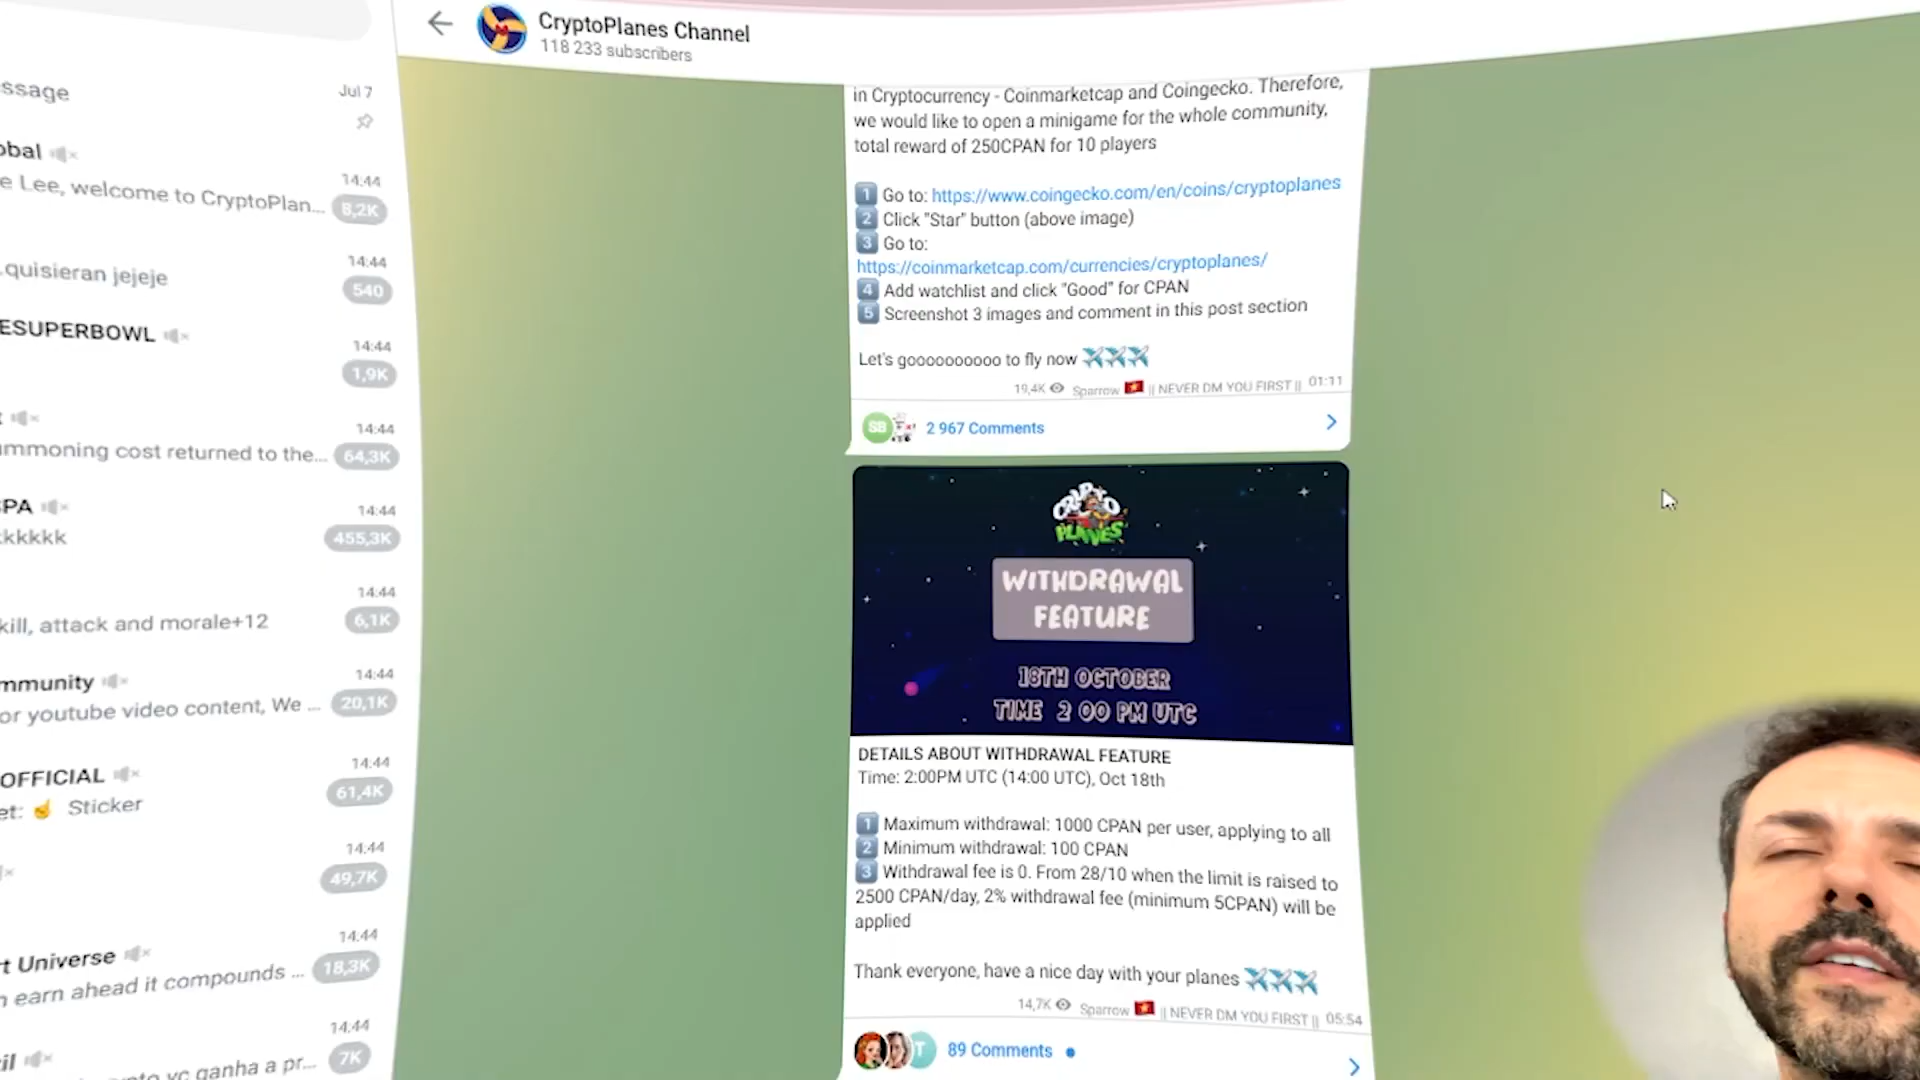 CryptoPlanes Channel
118 233 subscribers
ssage
Jul 7
obal
14:44
e Lee, welcome to CryptoPlan...
8,2K
14:44
.quisieran jejeje
540
ESUPERBOWL
14:44
1,9K
14:44
ummoning cost returned to the...
64,3K
PA
14:44
kkkkkk
455,3K
14:44
kill, attack and morale+12
6,1K
mmunity
14:44
or youtube video content, We ...
20,1K
OFFICIAL
14:44
et: ☝ Sticker
61,4K
14:44
49,7K
t Universe
14:44
n earn ahead it compounds ...
18,3K
14:44
il
7K
ypto vc ganha a pr...
in Cryptocurrency - Coinmarketcap and Coingecko. Therefore,
we would like to open a minigame for the whole community,
total reward of 250CPAN for 10 players
1 Go to: https://www.coingecko.com/en/coins/cryptoplanes
2 Click "Star" button (above image)
3 Go to:
https://coinmarketcap.com/currencies/cryptoplanes/
4 Add watchlist and click "Good" for CPAN
5 Screenshot 3 images and comment in this post section
Let's goooooooooo to fly now ✈✈✈
19,4K Sparrow 🇻🇳 || NEVER DM YOU FIRST || 01:11
SB
2 967 Comments
CRYPTO
PLANES
WITHDRAWAL
FEATURE
18TH OCTOBER
TIME 2 00 PM UTC
DETAILS ABOUT WITHDRAWAL FEATURE
Time: 2:00PM UTC (14:00 UTC), Oct 18th
1 Maximum withdrawal: 1000 CPAN per user, applying to all
2 Minimum withdrawal: 100 CPAN
3 Withdrawal fee is 0. From 28/10 when the limit is raised to
2500 CPAN/day, 2% withdrawal fee (minimum 5CPAN) will be
applied
Thank everyone, have a nice day with your planes ✈✈✈
14,7K Sparrow 🇻🇳 || NEVER DM YOU FIRST || 05:54
T
89 Comments